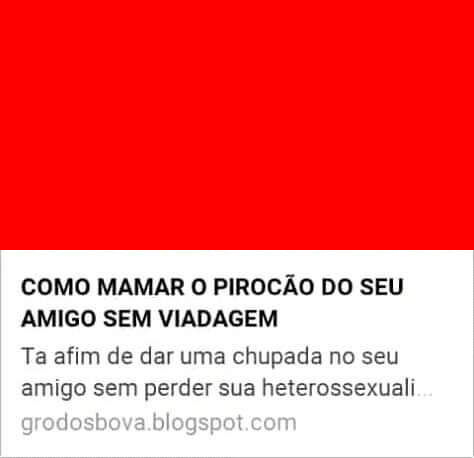 COMO MAMAR O PIROCÃO DO SEU
AMIGO SEM VIADAGEM
Ta afim de dar uma chupada no seu
amigo sem perder sua heterossexuali...
grodosbova.blogspot.com